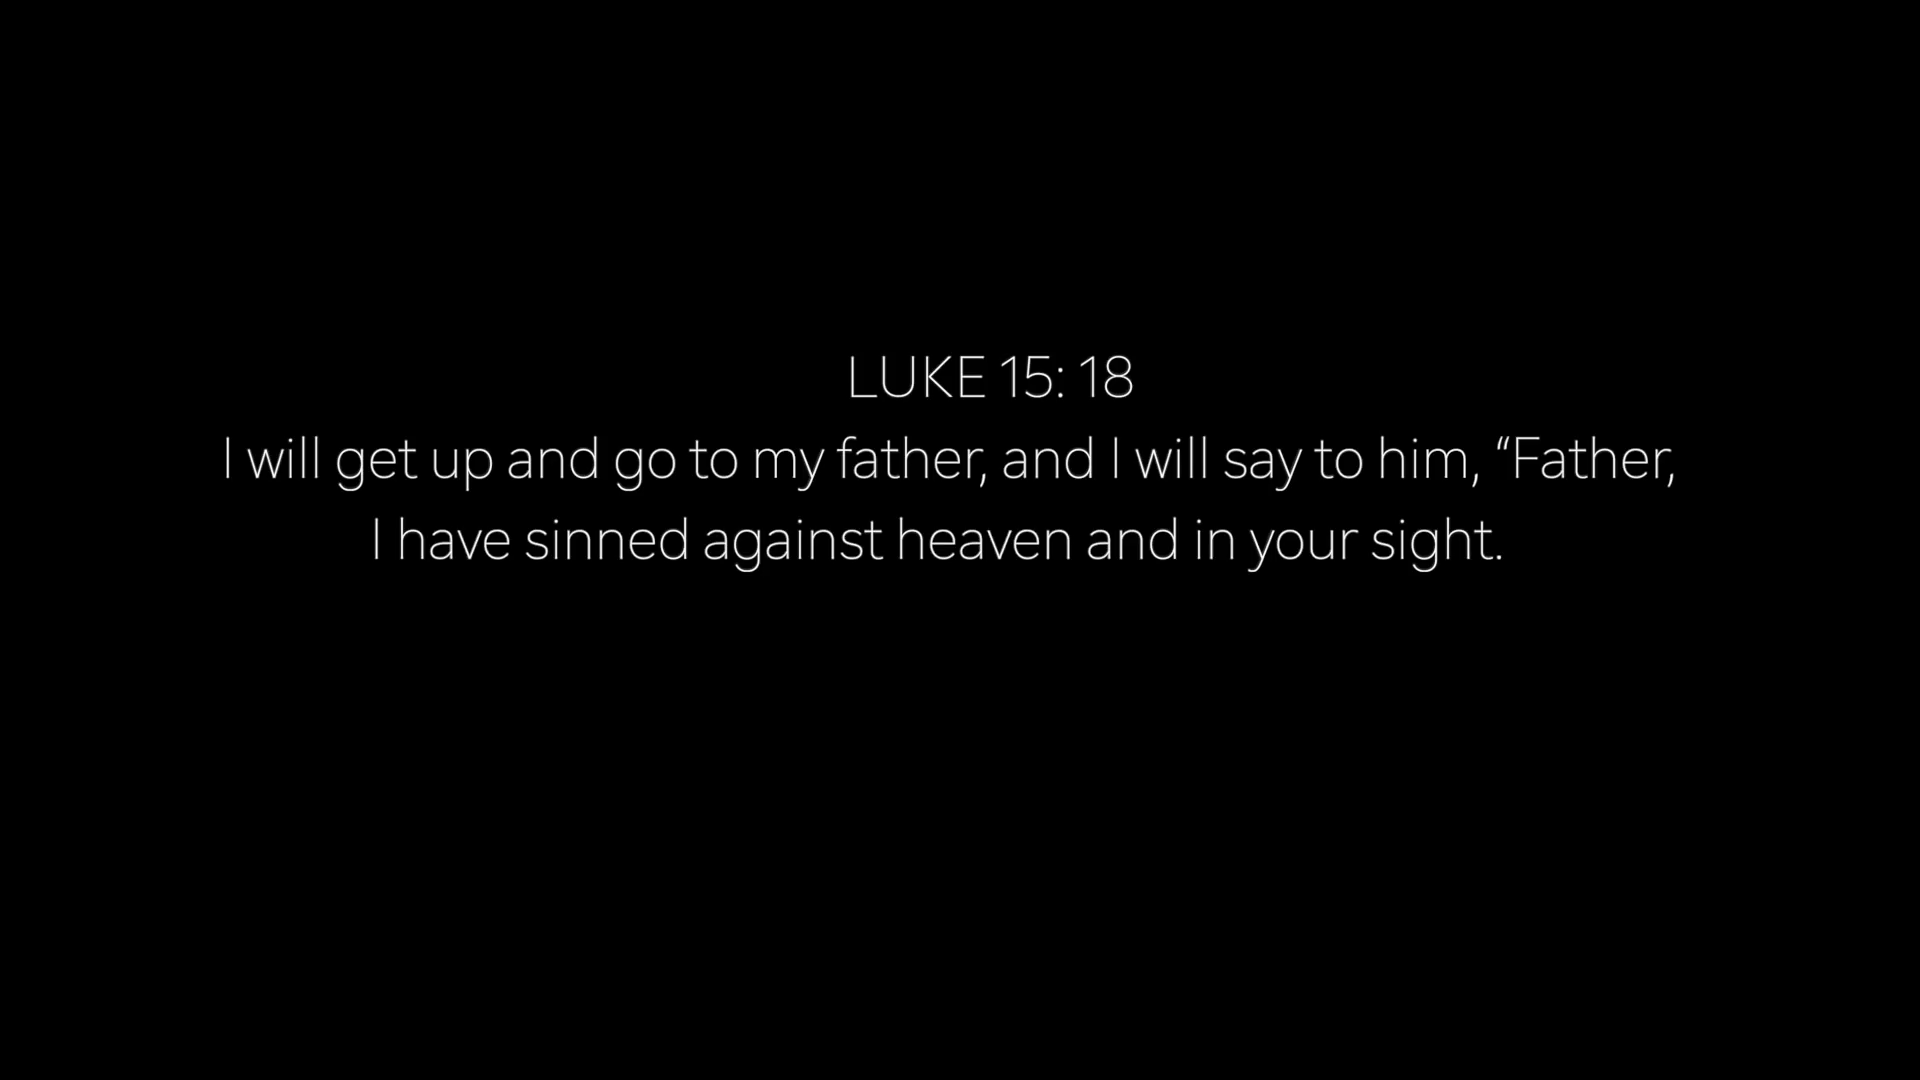 LUKE 15: 18
I will get up and go to my father, and I will say to him, “Father,
I have sinned against heaven and in your sight.